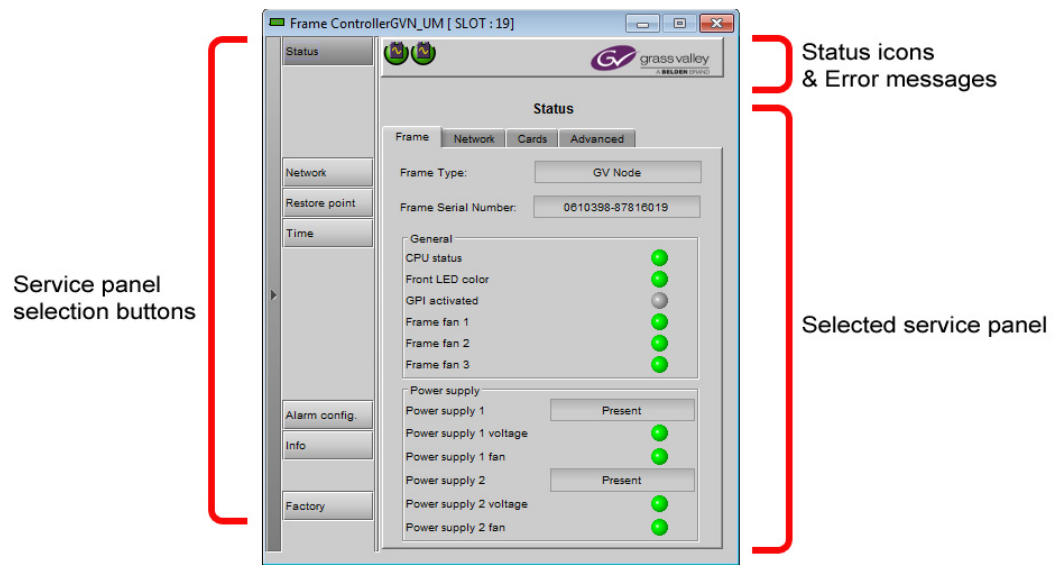 Frame ControllerGVN_UM [ SLOT : 19]
Status
grass valley
A BELDEN BRAND
Status icons
& Error messages
Status
Frame Network Cards Advanced
Network
Frame Type: GV Node
Restore point
Frame Serial Number: 0610398-87816019
Time
General
CPU status
Front LED color
GPI activated
Frame fan 1
Frame fan 2
Frame fan 3
Service panel
selection buttons
Selected service panel
Power supply
Alarm config.
Power supply 1 Present
Power supply 1 voltage
Info
Power supply 1 fan
Power supply 2 Present
Factory
Power supply 2 voltage
Power supply 2 fan